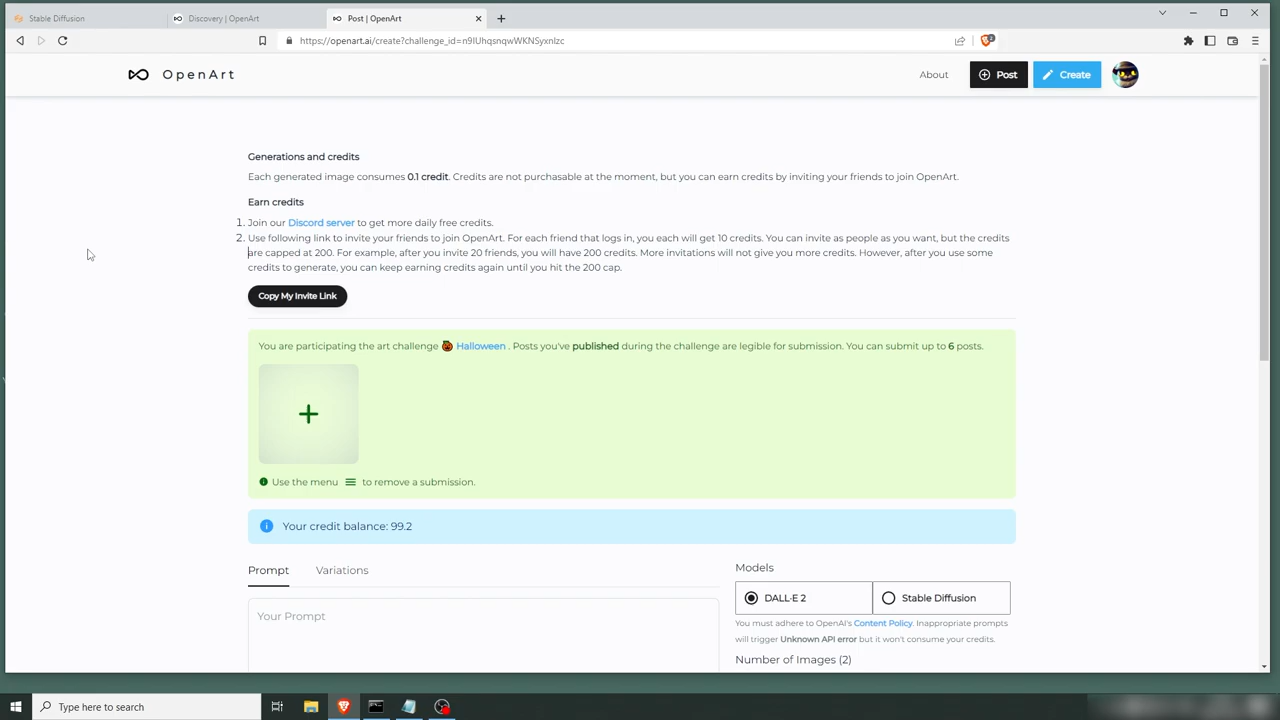 Stable Diffusion
Discovery | OpenArt
Post | OpenArt
https://openart.ai/create?challenge_id=n9IUhqsnqwWKNSyxnlzc
2
OpenArt
About
Post
Create
Generations and credits
Each generated image consumes 0.1 credit. Credits are not purchasable at the moment, but you can earn credits by inviting your friends to join OpenArt.
Earn credits
1. Join our Discord server to get more daily free credits.
2. Use following link to invite your friends to join OpenArt. For each friend that logs in, you each will get 10 credits. You can invite as people as you want, but the credits
are capped at 200. For example, after you invite 20 friends, you will have 200 credits. More invitations will not give you more credits. However, after you use some
credits to generate, you can keep earning credits again until you hit the 200 cap.
Copy My Invite Link
You are participating the art challenge 🎃 Halloween . Posts you've published during the challenge are legible for submission. You can submit up to 6 posts.
Use the menu to remove a submission.
Your credit balance: 99.2
Prompt
Variations
Your Prompt
Models
DALL·E 2
Stable Diffusion
You must adhere to OpenAI's Content Policy. Inappropriate prompts
will trigger Unknown API error but it won't consume your credits.
Number of Images (2)
Type here to search